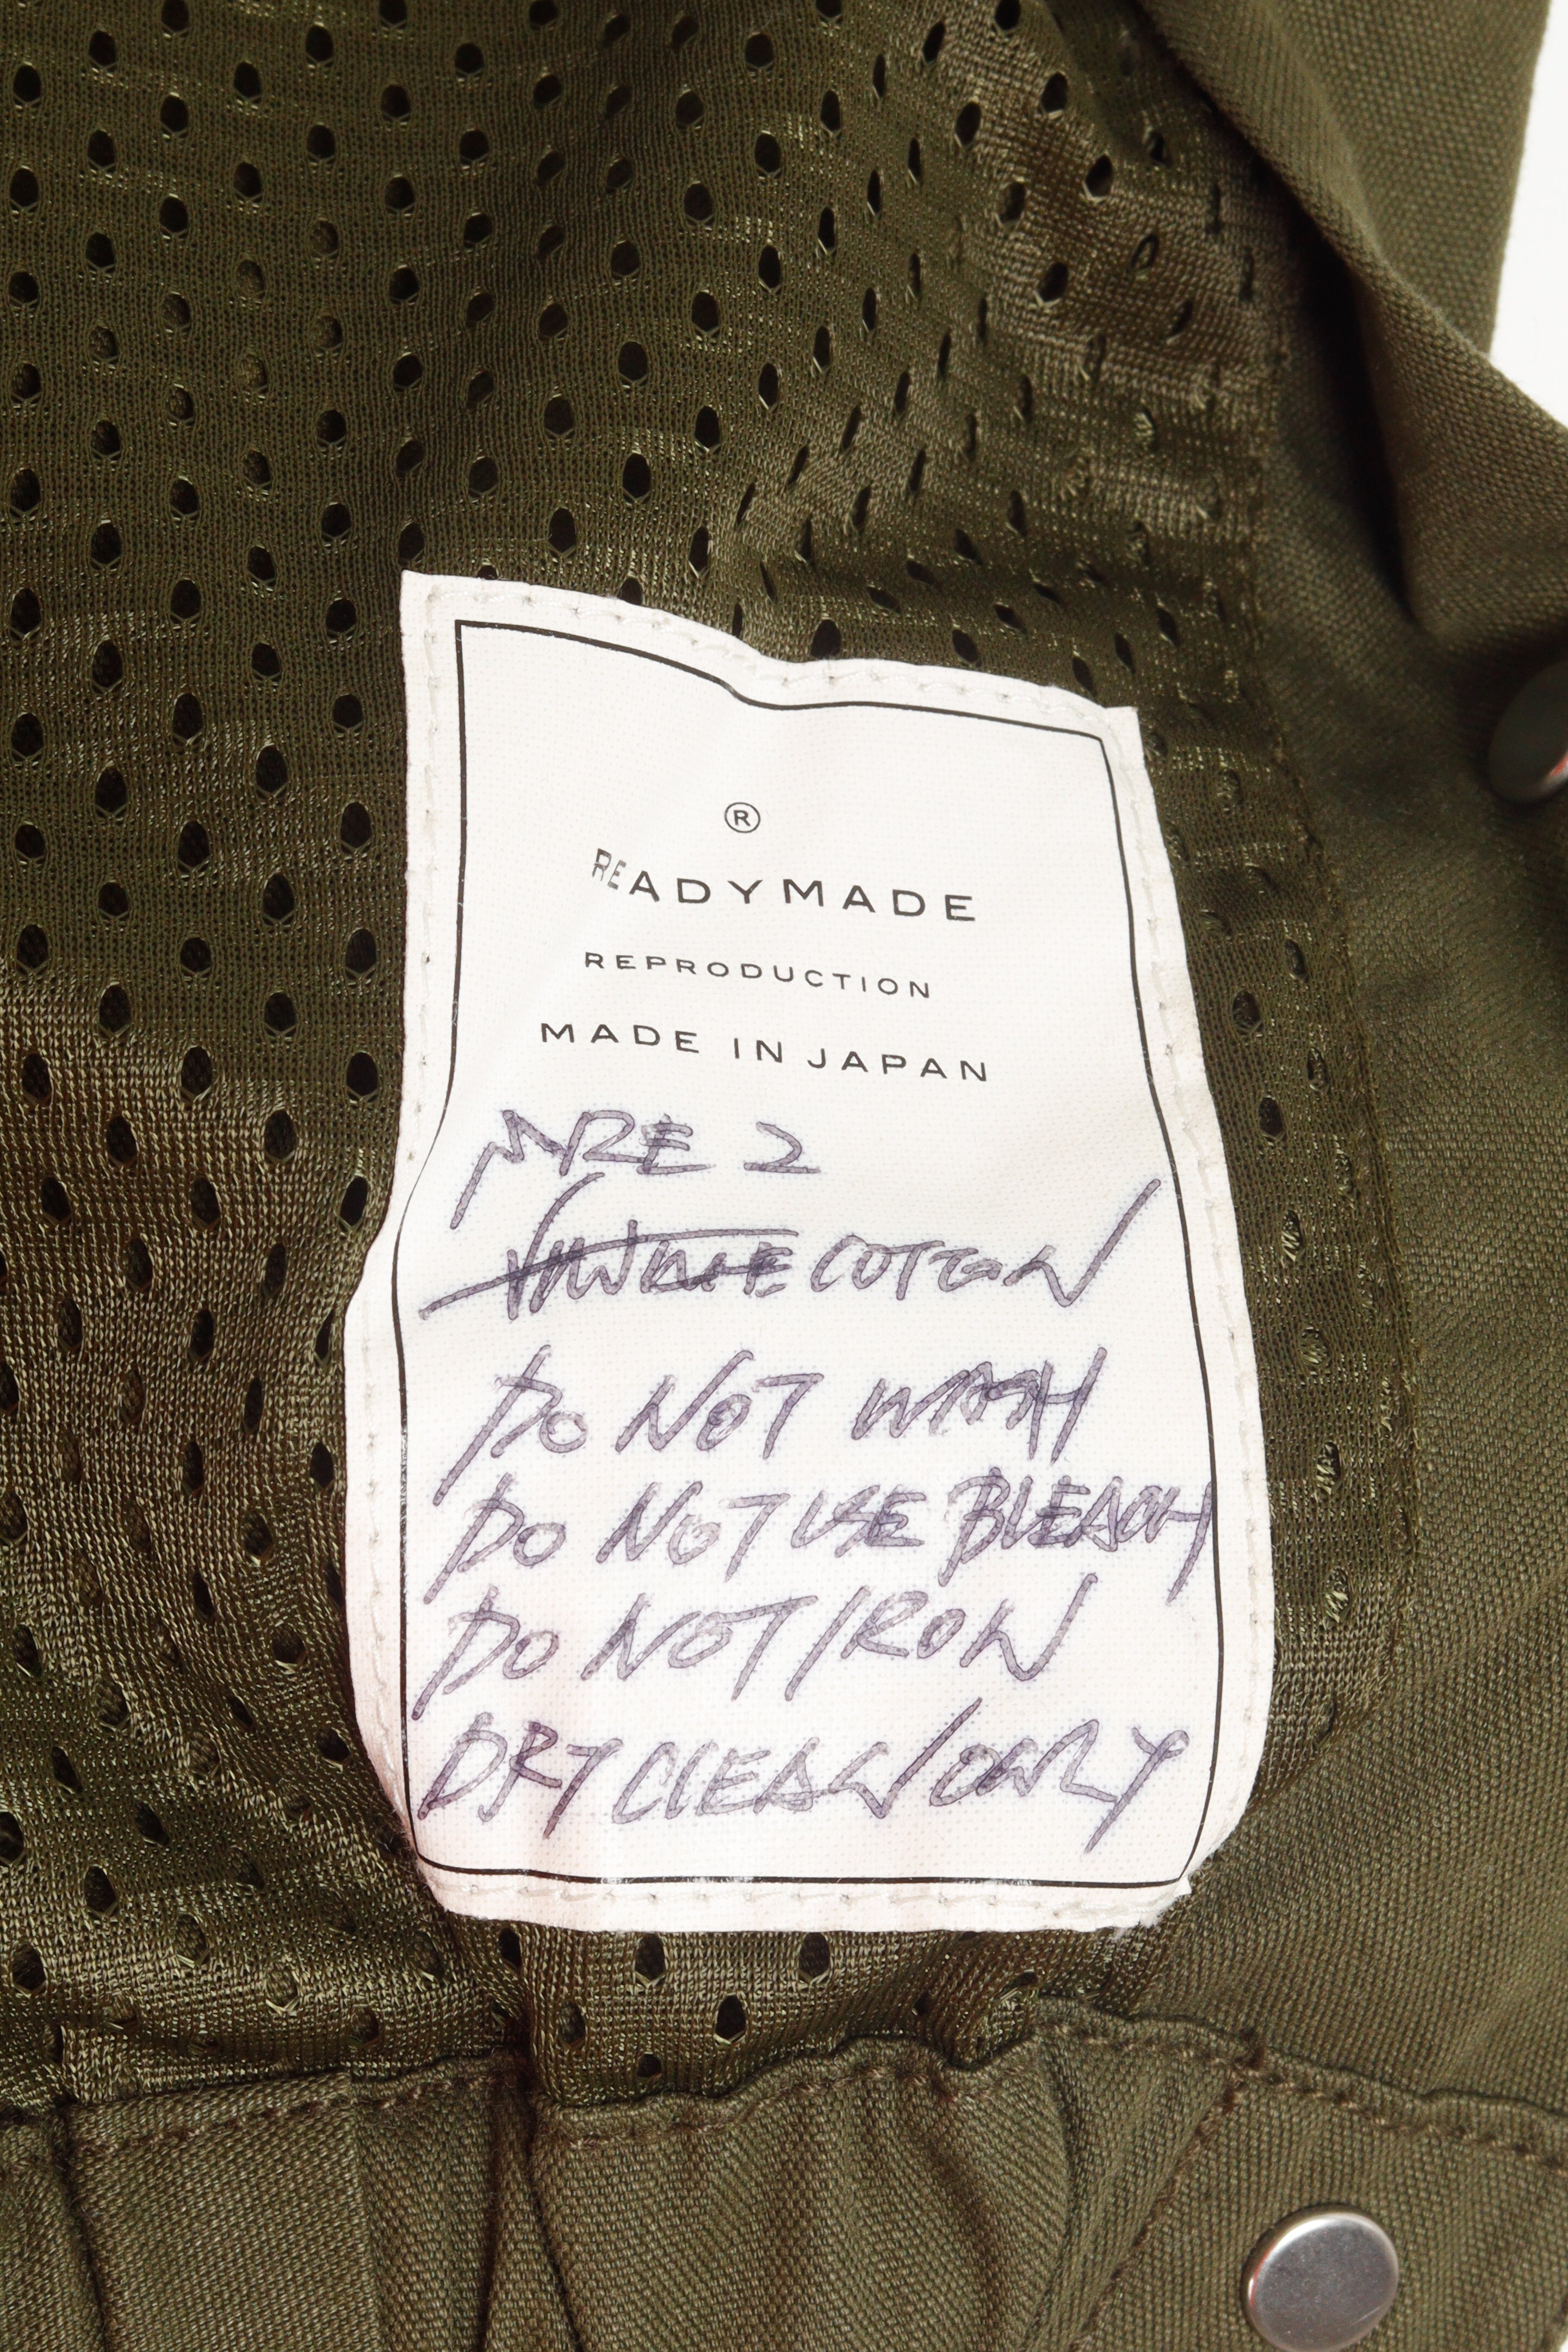 ®
READYMADE
REPRODUCTION
MADE IN JAPAN
2
COTTON
DO NOT WASH
DO NOT USE BLEACH
DO NOT IRON
DRY CLEAN ONLY